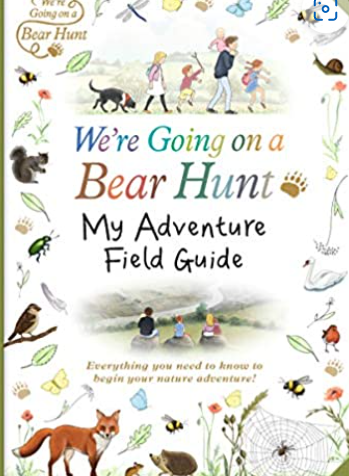 We're
Going on a
Bear Hunt
We're Going on a
Bear Hunt
My Adventure
Field Guide
Everything you need to know to
begin your nature adventure!